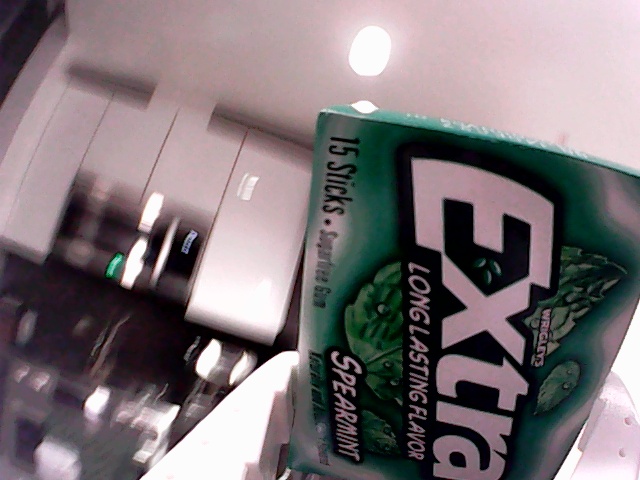 WRIGLEY'S
Extra
LONG LASTING FLAVOR
SPEARMINT
15 Sticks • Sugarfree Gum